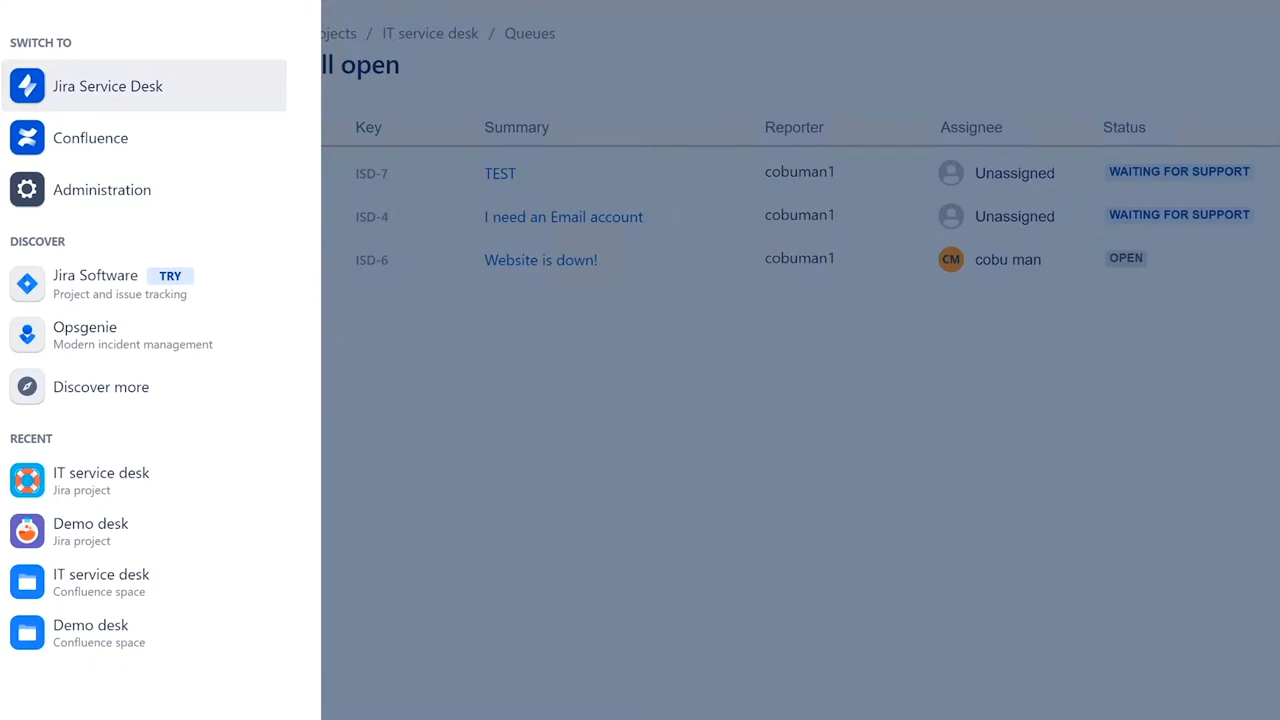 SWITCH TO
Jira Service Desk
Confluence
Administration
DISCOVER
Jira Software TRY
Project and issue tracking
Opsgenie
Modern incident management
Discover more
RECENT
IT service desk
Jira project
Demo desk
Jira project
IT service desk
Confluence space
Demo desk
Confluence space
ojects / IT service desk / Queues
ll open
Key Summary Reporter Assignee Status
ISD-7 TEST cobuman1 Unassigned WAITING FOR SUPPORT
ISD-4 I need an Email account cobuman1 Unassigned WAITING FOR SUPPORT
ISD-6 Website is down! cobuman1 CM cobu man OPEN